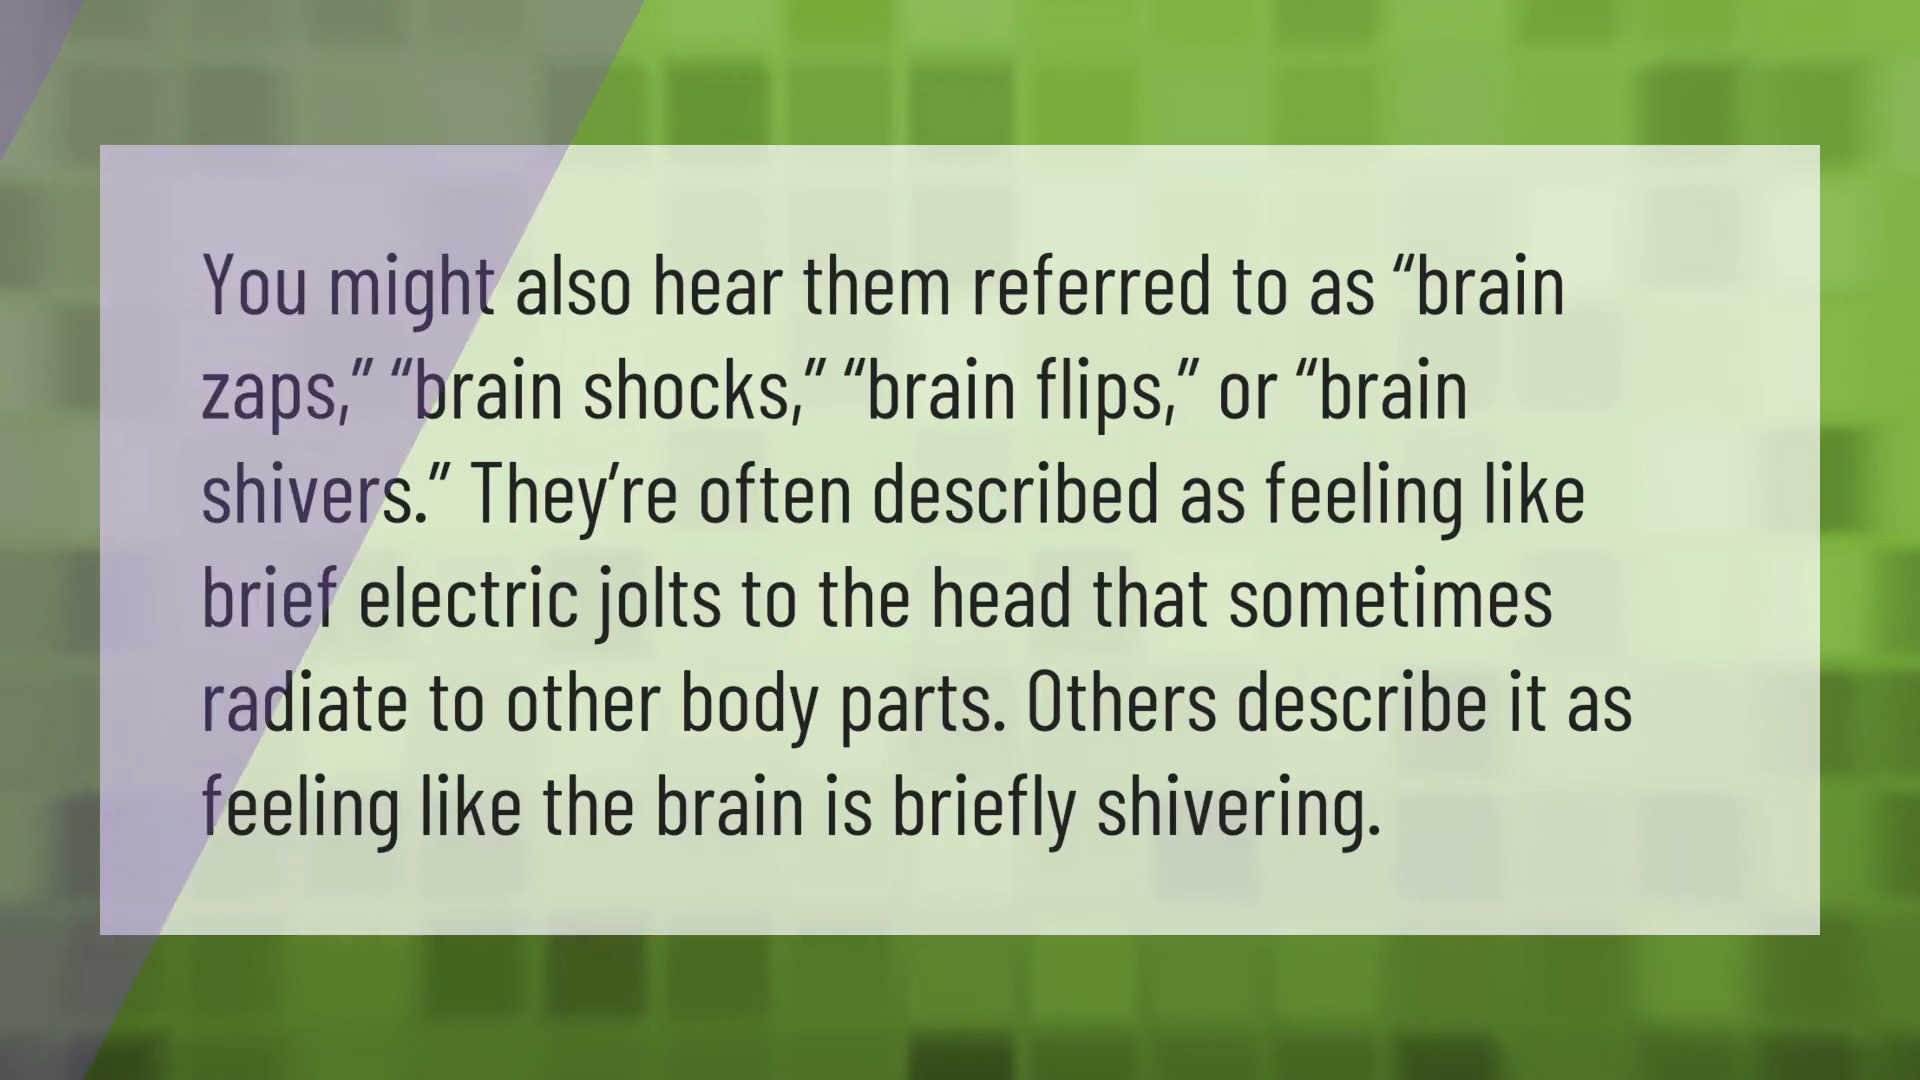 You might also hear them referred to as “brain
zaps,” “brain shocks,” “brain flips,” or “brain
shivers.” They’re often described as feeling like
brief electric jolts to the head that sometimes
radiate to other body parts. Others describe it as
feeling like the brain is briefly shivering.